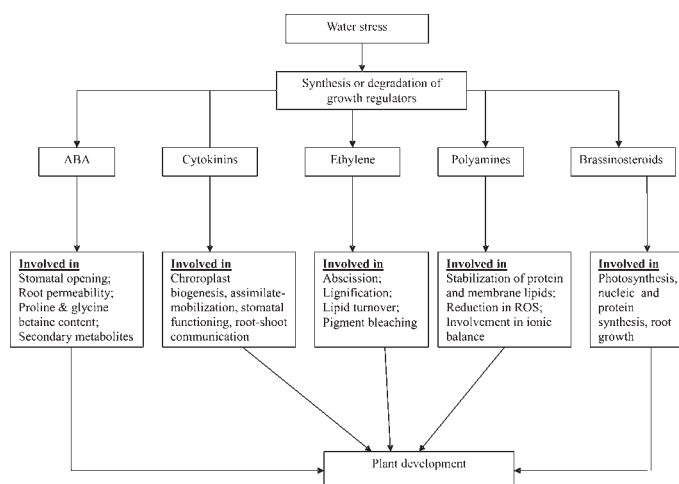 Water stress
Synthesis or degradation of
growth regulators
ABA
Cytokinins
Ethylene
Polyamines
Brassinosteroids
Involved in
Stomatal opening;
Root permeability;
Proline & glycine
betaine content;
Secondary metabolites
Involved in
Chroroplast
biogenesis, assimilate-
mobilization, stomatal
functioning, root-shoot
communication
Involved in
Abscission;
Lignification;
Lipid turnover;
Pigment bleaching
Involved in
Stabilization of protein
and membrane lipids;
Reduction in ROS;
Involvement in ionic
balance
Involved in
Photosynthesis,
nucleic and
protein
synthesis, root
growth
Plant development